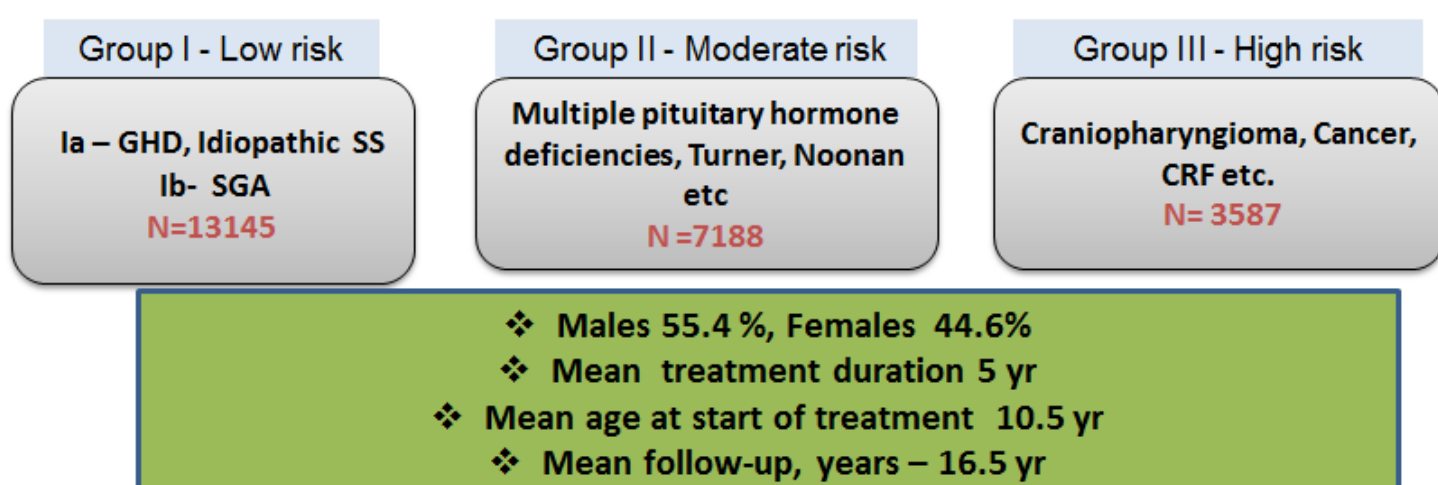 Group I - Low risk
Ia – GHD, Idiopathic SS
Ib- SGA
N=13145
Group II - Moderate risk
Multiple pituitary hormone
deficiencies, Turner, Noonan
etc
N =7188
Group III - High risk
Craniopharyngioma, Cancer,
CRF etc.
N= 3587
❖ Males 55.4 %, Females 44.6%
❖ Mean treatment duration 5 yr
❖ Mean age at start of treatment 10.5 yr
❖ Mean follow-up, years – 16.5 yr